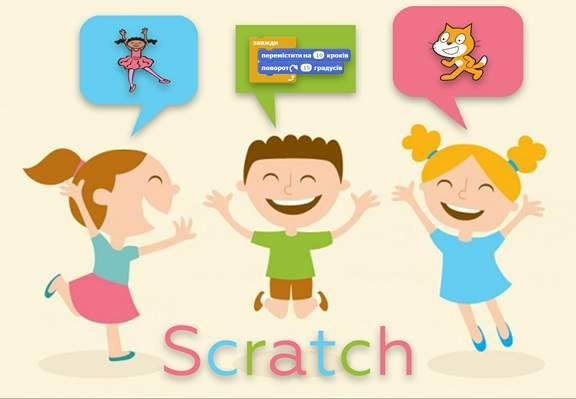 завжди
перемістити на 10 кроків
поворот 15 градусів
Scratch